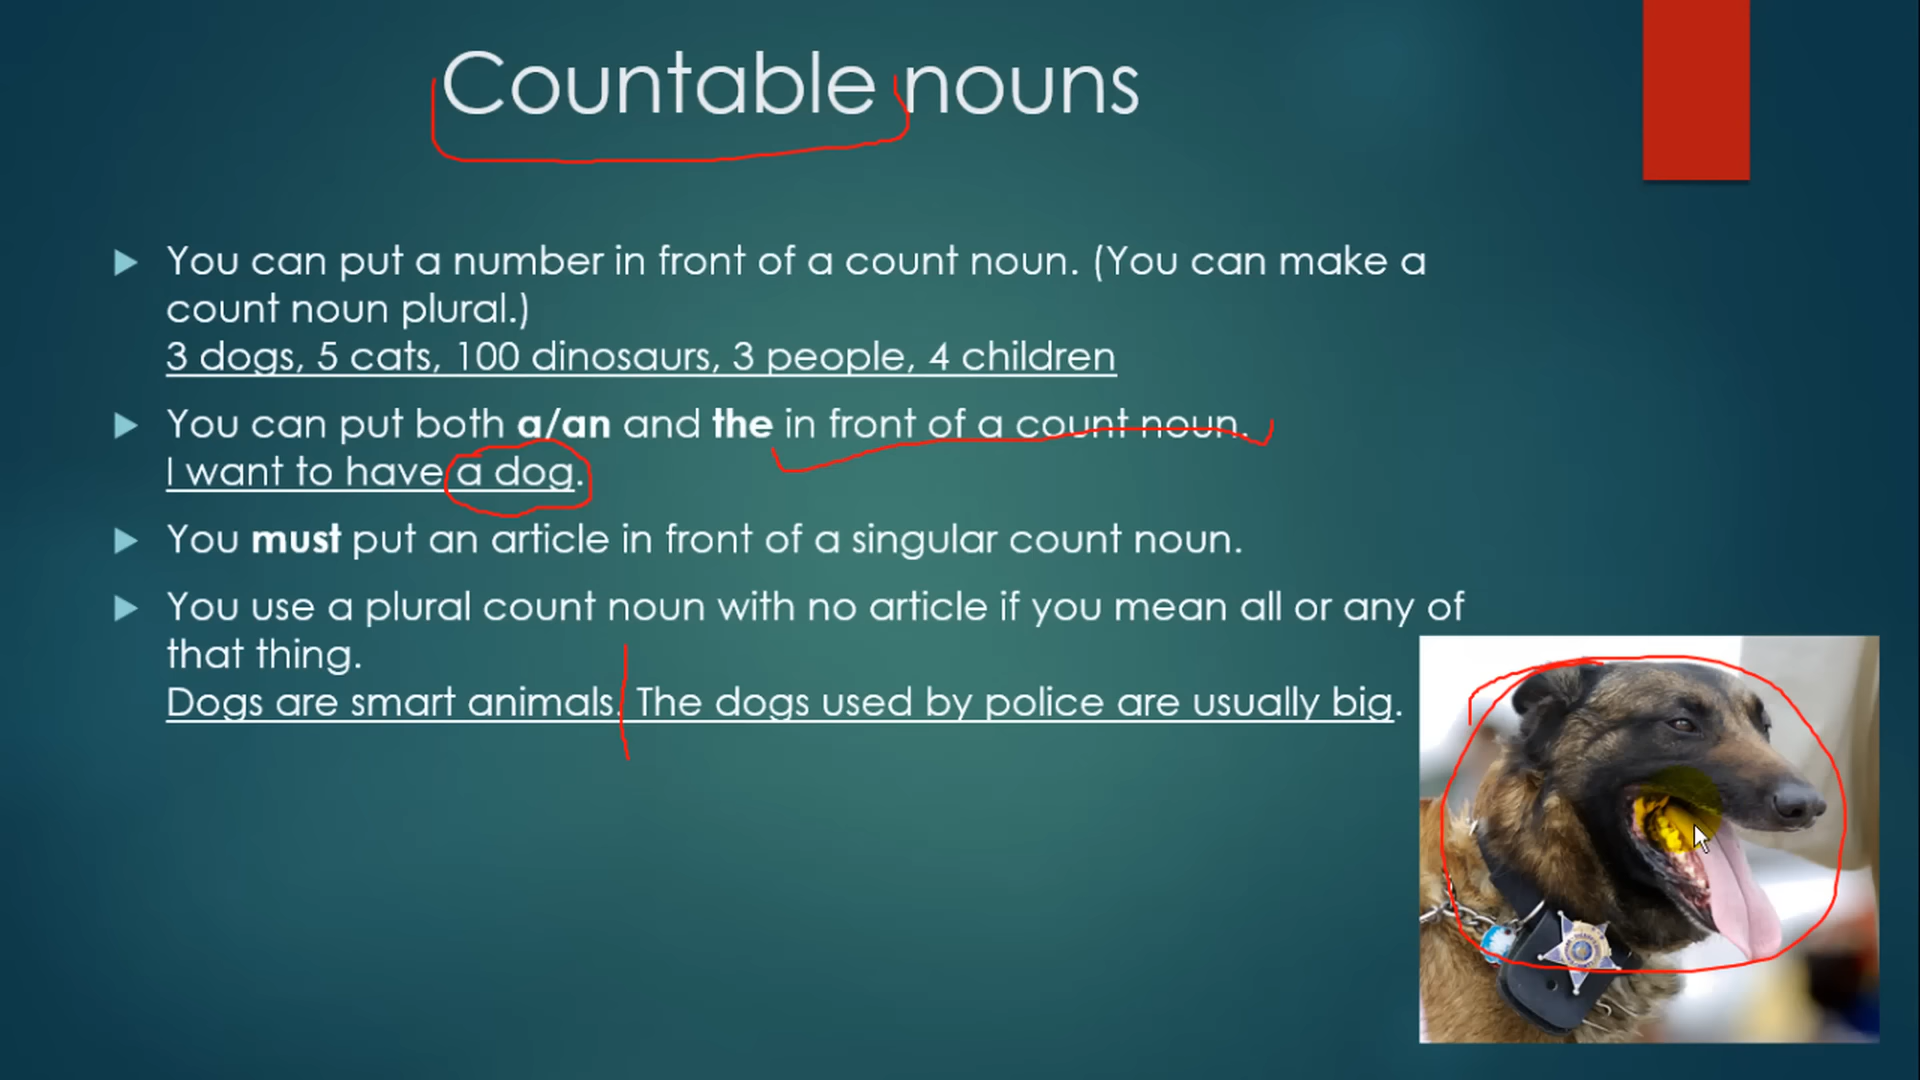 Countable nouns
You can put a number in front of a count noun. (You can make a
count noun plural.)
3 dogs, 5 cats, 100 dinosaurs, 3 people, 4 children
You can put both a/an and the in front of a count noun.
I want to have a dog.
You must put an article in front of a singular count noun.
You use a plural count noun with no article if you mean all or any of
that thing.
Dogs are smart animals. The dogs used by police are usually big.